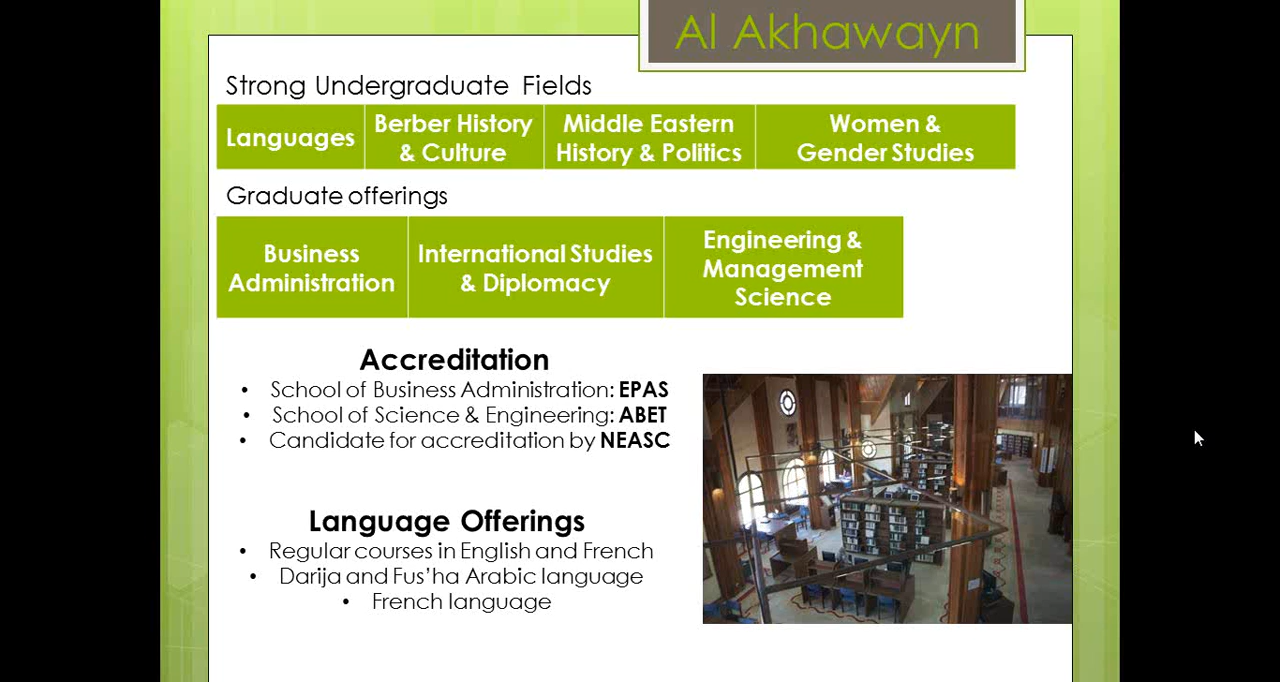 Al Akhawayn
Strong Undergraduate Fields
Languages
Berber History
& Culture
Middle Eastern
History & Politics
Women &
Gender Studies
Graduate offerings
Business
Administration
International Studies
& Diplomacy
Engineering &
Management
Science
Accreditation
• School of Business Administration: EPAS
• School of Science & Engineering: ABET
• Candidate for accreditation by NEASC
Language Offerings
• Regular courses in English and French
• Darija and Fus’ha Arabic language
• French language